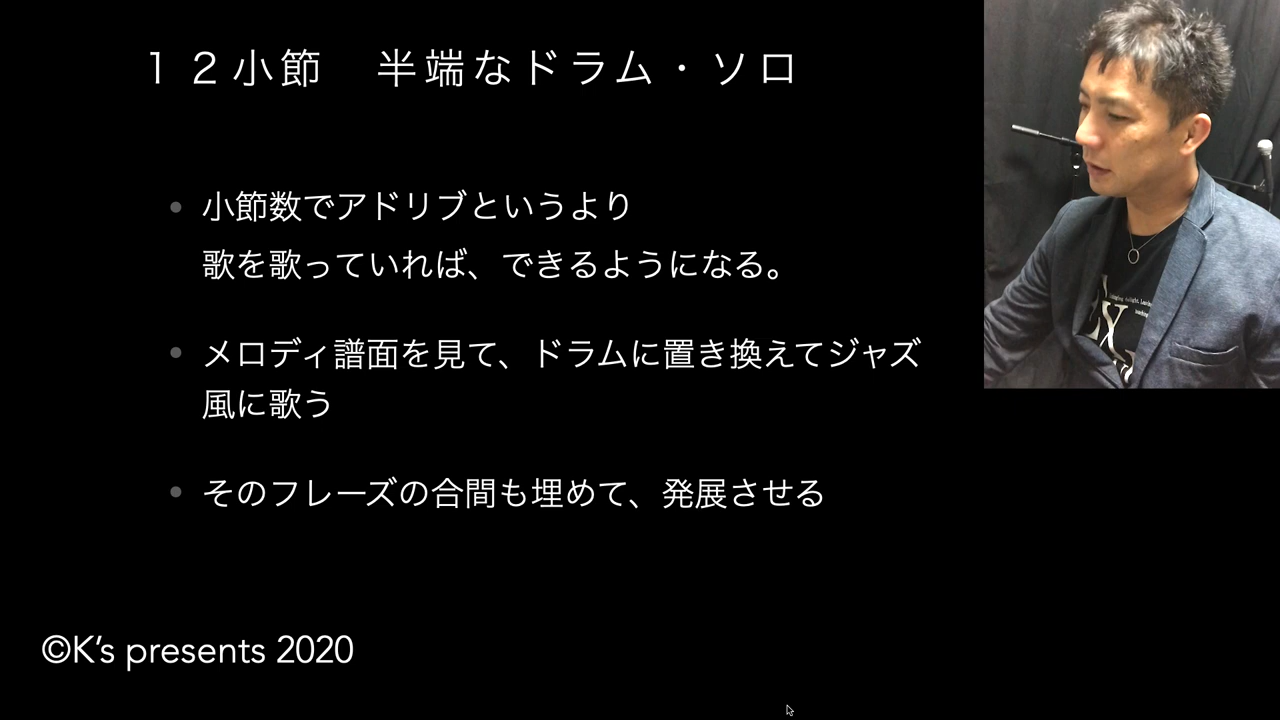 １２小節　半端なドラム・ソロ
小節数でアドリブというより
歌を歌っていれば、できるようになる。
メロディ譜面を見て、ドラムに置き換えてジャズ
風に歌う
そのフレーズの合間も埋めて、発展させる
©K's presents 2020